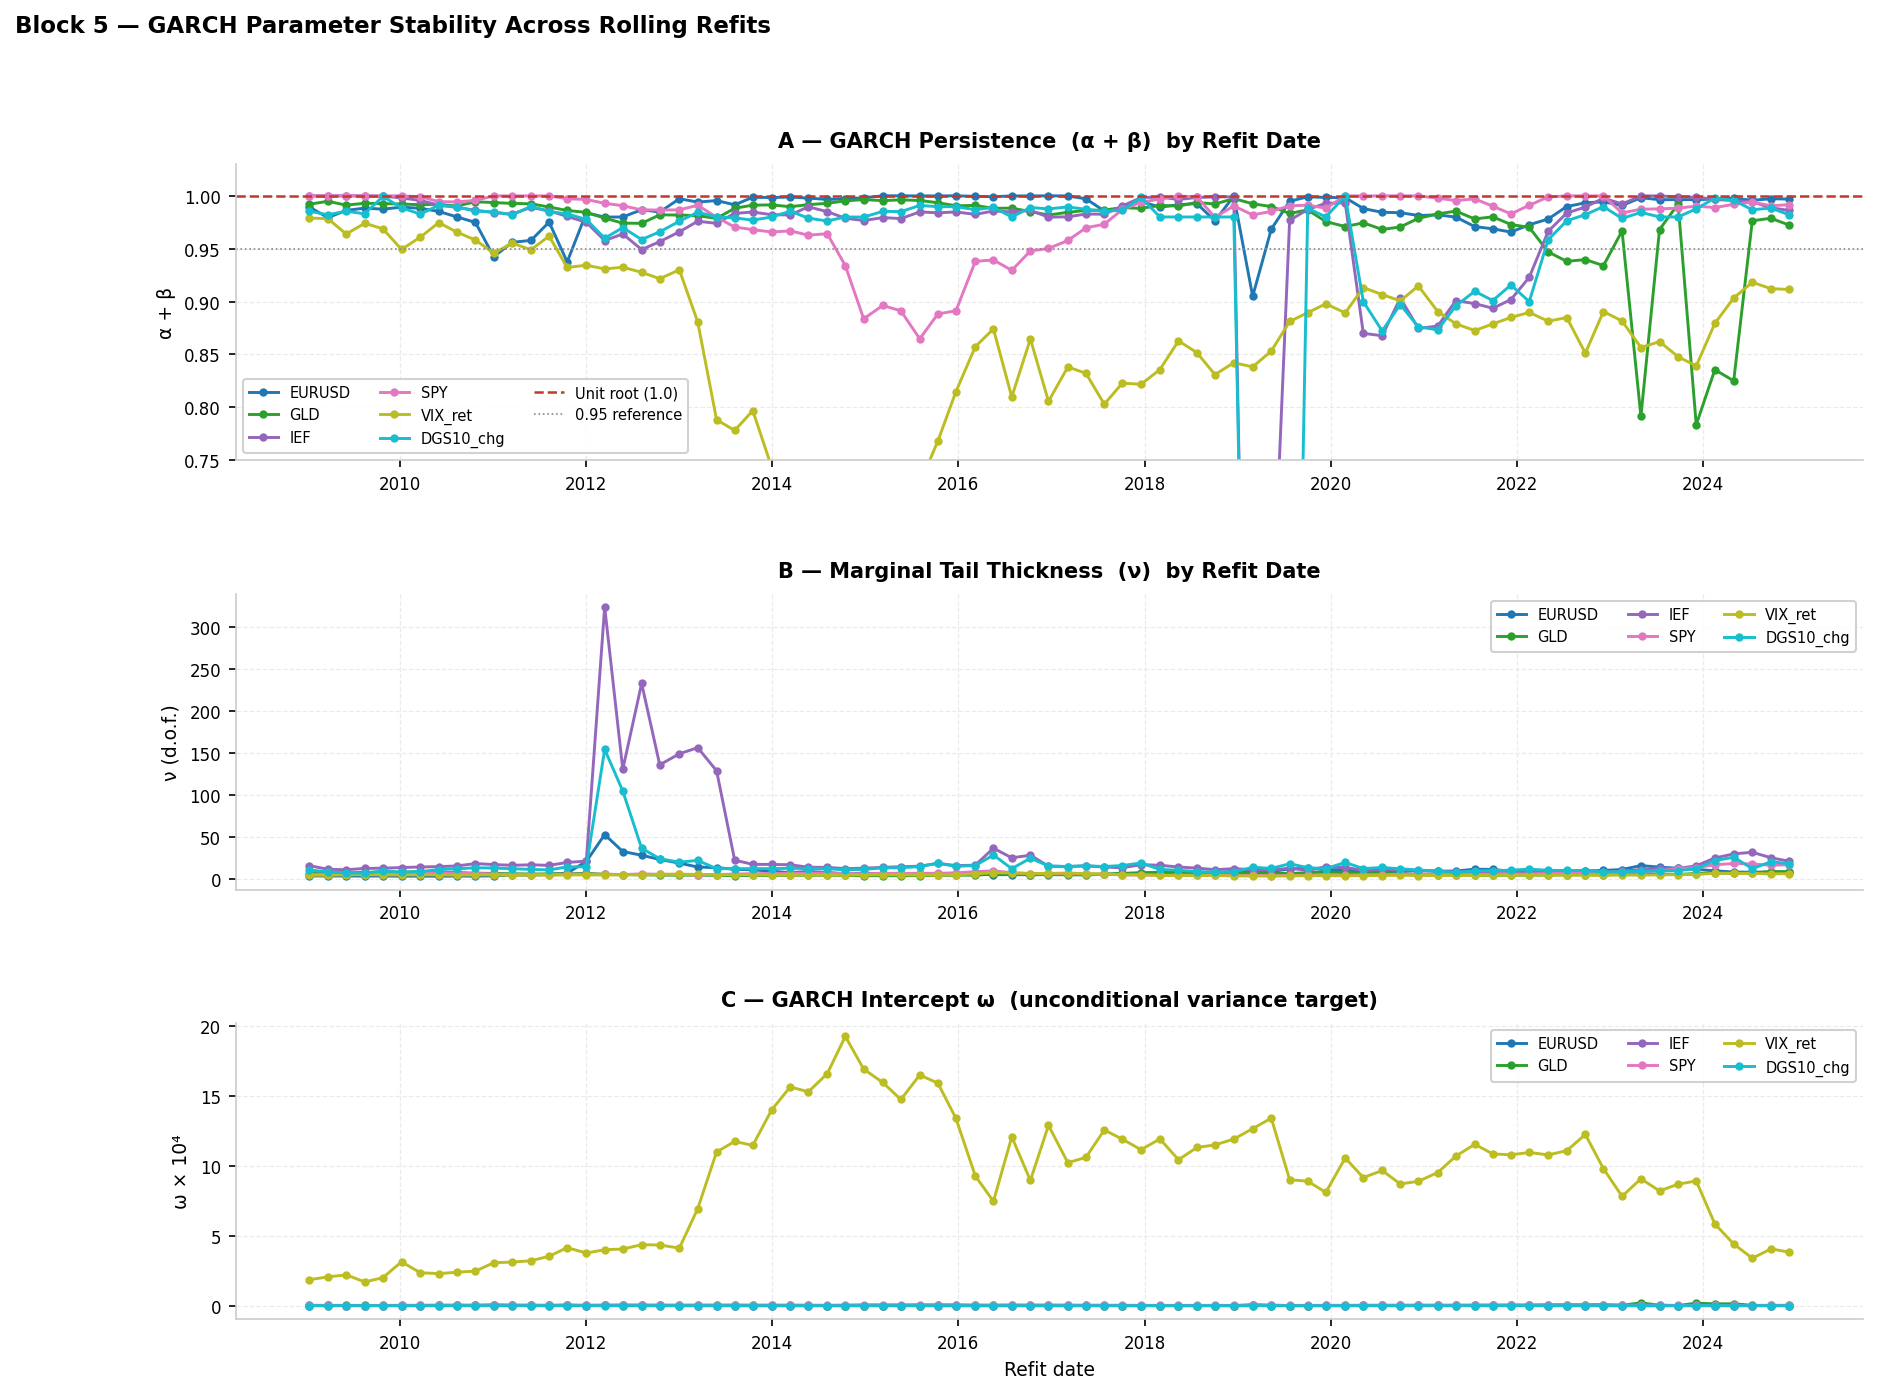 Block 5 — GARCH Parameter Stability Across Rolling Refits
A — GARCH Persistence (α + β) by Refit Date
α + β
1.00
0.95
0.90
0.85
0.80
0.75
EURUSD
GLD
IEF
SPY
VIX_ret
DGS10_chg
Unit root (1.0)
0.95 reference
2010 2012 2014 2016 2018 2020 2022 2024
B — Marginal Tail Thickness (ν) by Refit Date
ν (d.o.f.)
300
250
200
150
100
50
0
EURUSD
GLD
IEF
SPY
VIX_ret
DGS10_chg
2010 2012 2014 2016 2018 2020 2022 2024
C — GARCH Intercept ω (unconditional variance target)
ω × 10⁴
20
15
10
5
0
EURUSD
GLD
IEF
SPY
VIX_ret
DGS10_chg
2010 2012 2014 2016 2018 2020 2022 2024
Refit date